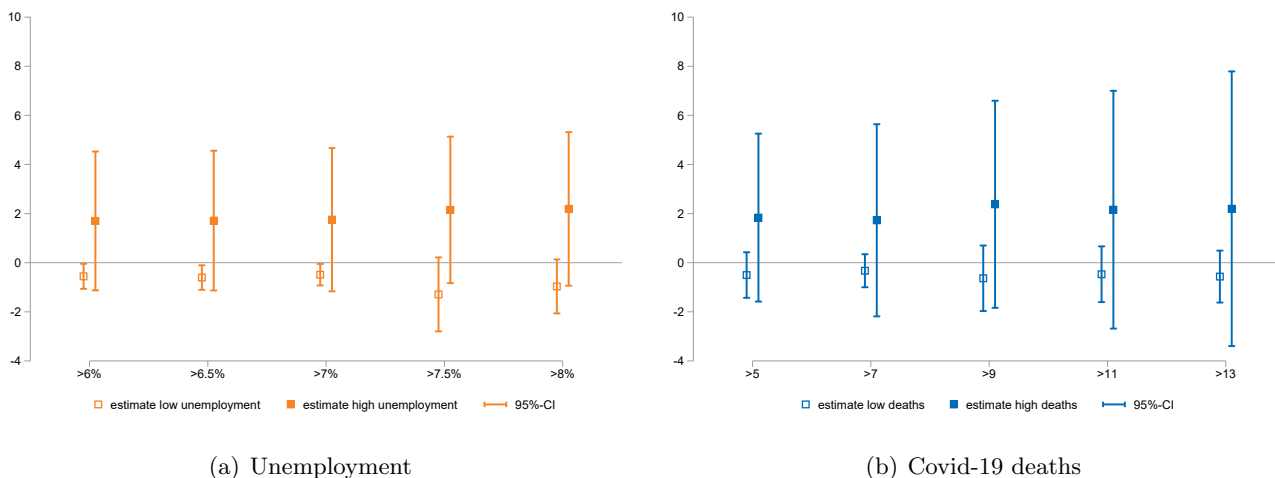 10
8
6
4
2
0
-2
-4
>6% >6.5% >7% >7.5% >8%
estimate low unemployment estimate high unemployment 95%-CI
(a) Unemployment
10
8
6
4
2
0
-2
-4
>5 >7 >9 >11 >13
estimate low deaths estimate high deaths 95%-CI
(b) Covid-19 deaths